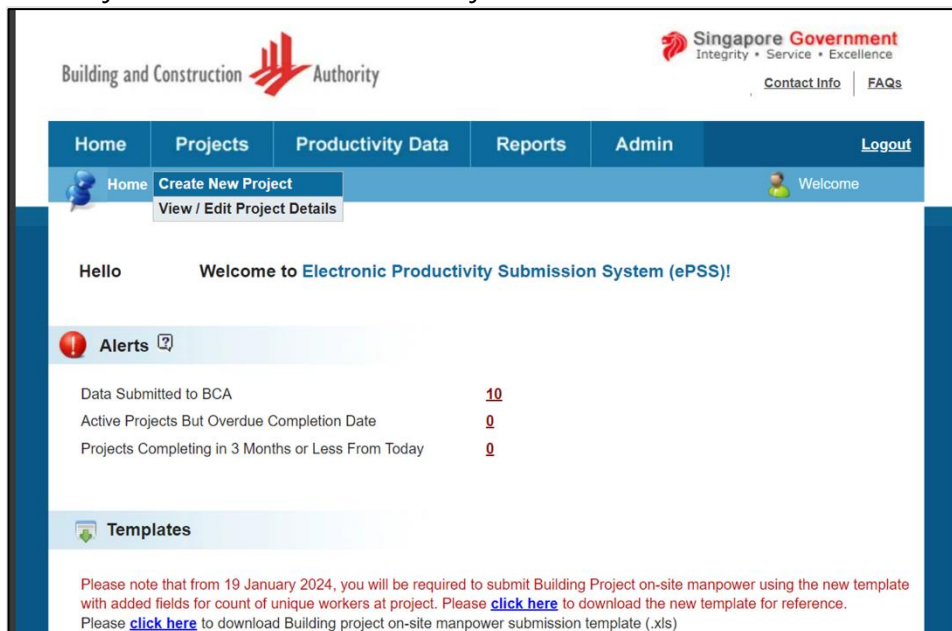 Building and Construction Authority
Singapore Government
Integrity • Service • Excellence
Contact Info FAQs
Home Projects Productivity Data Reports Admin Logout
Home Create New Project Welcome
View / Edit Project Details
Hello Welcome to Electronic Productivity Submission System (ePSS)!
Alerts
Data Submitted to BCA 10
Active Projects But Overdue Completion Date 0
Projects Completing in 3 Months or Less From Today 0
Templates
Please note that from 19 January 2024, you will be required to submit Building Project on-site manpower using the new template
with added fields for count of unique workers at project. Please click here to download the new template for reference.
Please click here to download Building project on-site manpower submission template (.xls)